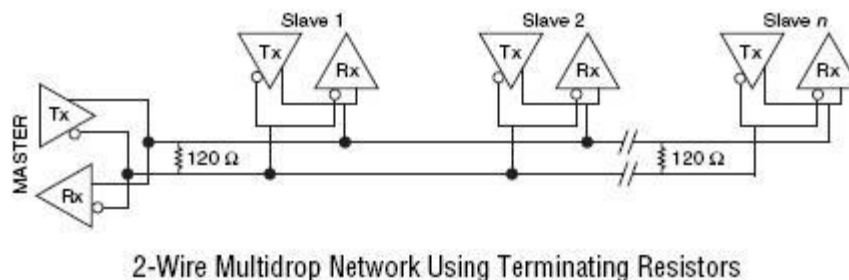 Slave 1
Slave 2
Slave n
Tx
Rx
Tx
Rx
Tx
Rx
MASTER
Tx
Rx
120 Ω
120 Ω
2-Wire Multidrop Network Using Terminating Resistors